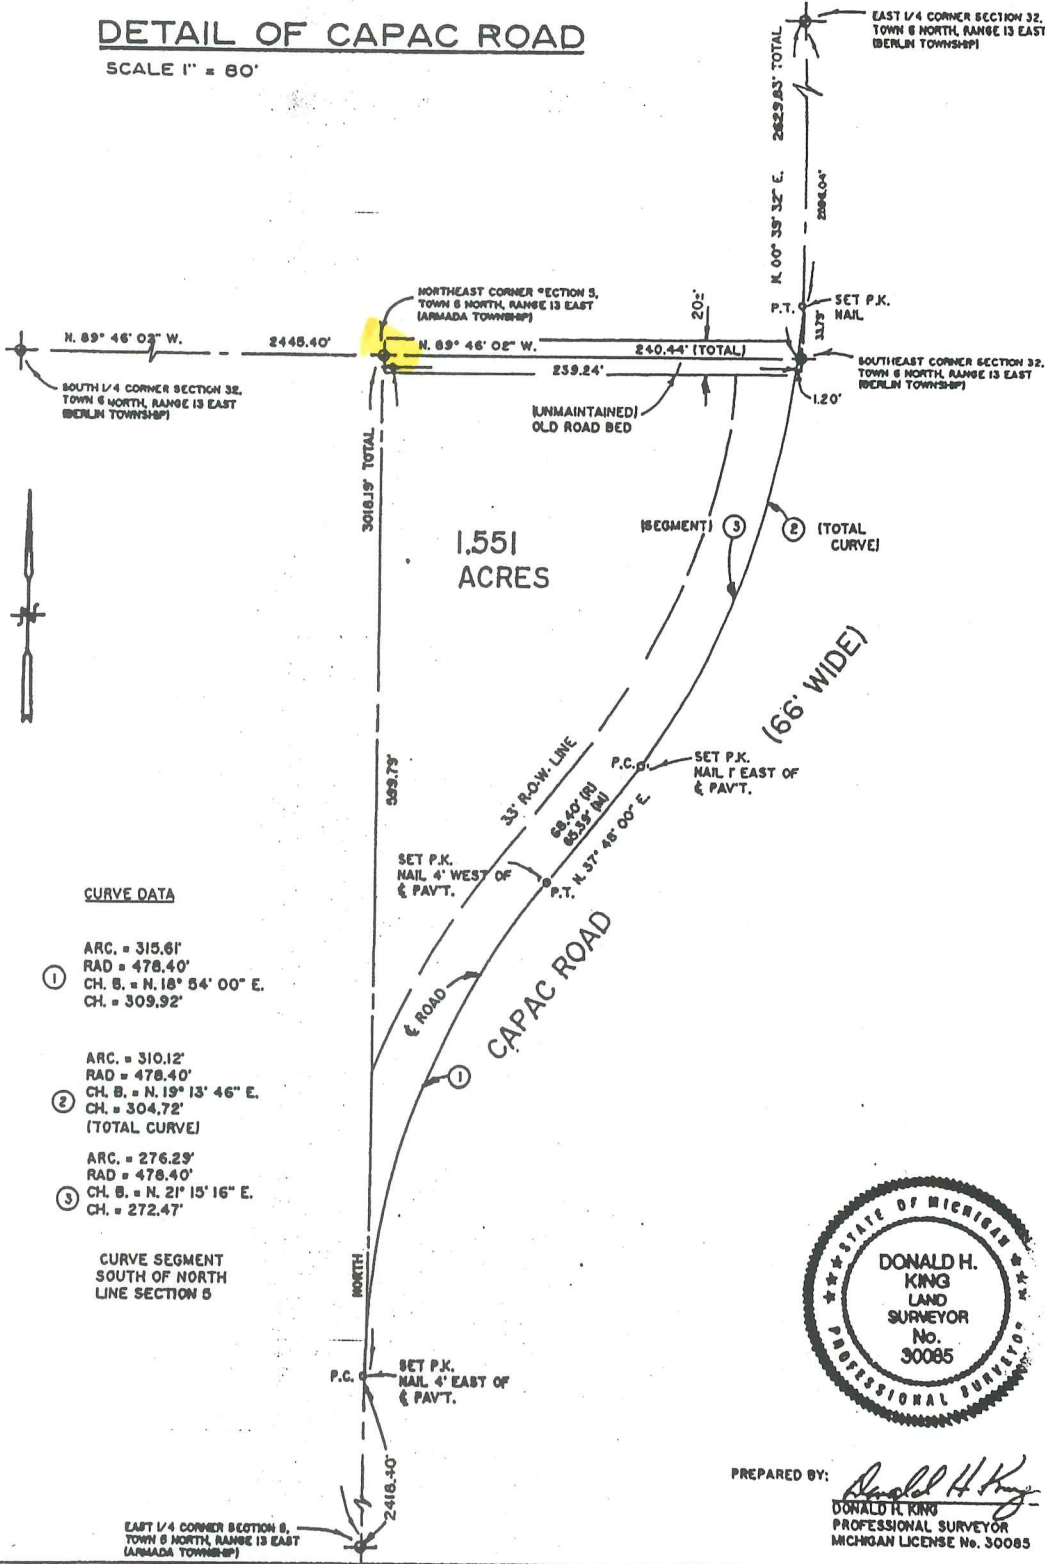 DETAIL OF CAPAC ROAD
SCALE 1" = 80'
EAST 1/4 CORNER SECTION 32,
TOWN 6 NORTH, RANGE 13 EAST
(BERLIN TOWNSHIP)
N. 00° 39' 32" E. 2629.83' TOTAL
P.T.
SET P.K.
NAIL
33.79'
20±'
NORTHEAST CORNER SECTION 5,
TOWN 6 NORTH, RANGE 13 EAST
(ARMADA TOWNSHIP)
N. 89° 46' 02" W.
2445.40'
N. 89° 46' 02" W.
240.44' (TOTAL)
239.24'
SOUTH 1/4 CORNER SECTION 32,
TOWN 6 NORTH, RANGE 13 EAST
(BERLIN TOWNSHIP)
SOUTHEAST CORNER SECTION 32,
TOWN 6 NORTH, RANGE 13 EAST
(BERLIN TOWNSHIP)
1.20'
(UNMAINTAINED)
OLD ROAD BED
3018.19' TOTAL
1.551
ACRES
(SEGMENT) 3
2 (TOTAL
CURVE)
N
(66' WIDE)
33' R-O-W- LINE
P.C.
SET P.K.
NAIL 1' EAST OF
℄ PAV'T.
68.40' (R)
65.39' (M)
N. 37° 48' 00" E.
599.79'
SET P.K.
NAIL 4' WEST OF
℄ PAV'T.
P.T.
CAPAC ROAD
℄ ROAD
1
CURVE DATA
1
ARC. = 315.61'
RAD = 478.40'
CH. B. = N. 18° 54' 00" E.
CH. = 309.92'
2
ARC. = 310.12'
RAD = 478.40'
CH. B. = N. 19° 13' 46" E.
CH. = 304.72'
(TOTAL CURVE)
3
ARC. = 276.29'
RAD = 478.40'
CH. B. = N. 21° 15' 16" E.
CH. = 272.47'
CURVE SEGMENT
SOUTH OF NORTH
LINE SECTION 5
NORTH
P.C.
SET P.K.
NAIL 4' EAST OF
℄ PAV'T.
2418.40'
EAST 1/4 CORNER SECTION 5,
TOWN 6 NORTH, RANGE 13 EAST
(ARMADA TOWNSHIP)
STATE OF MICHIGAN
DONALD H.
KING
LAND
SURVEYOR
No.
30085
PROFESSIONAL SURVEYOR
PREPARED BY:
Donald H King
DONALD H. KING
PROFESSIONAL SURVEYOR
MICHIGAN LICENSE No. 30085